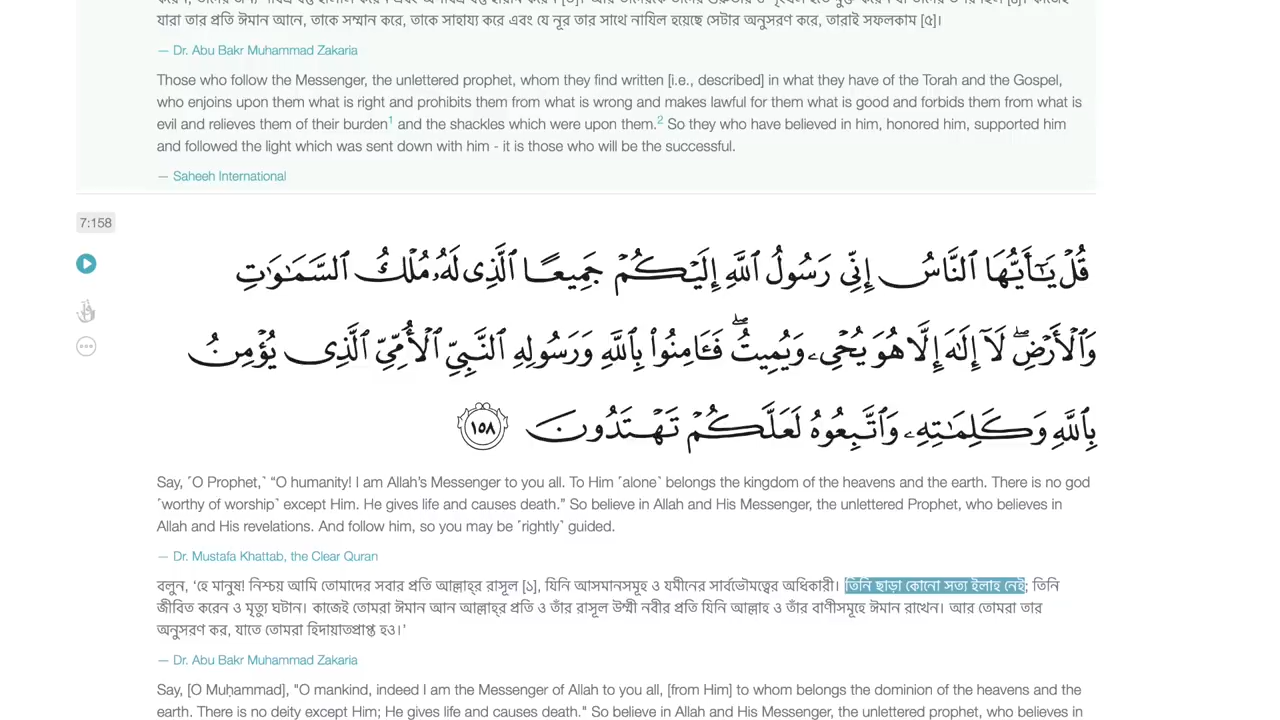 যারা তার প্রতি ঈমান আনে, তাকে সম্মান করে, তাকে সাহায্য করে এবং যে নূর তার সাথে নাযিল হয়েছে সেটার অনুসরণ করে, তারাই সফলকাম [৫]।
— Dr. Abu Bakr Muhammad Zakaria
Those who follow the Messenger, the unlettered prophet, whom they find written [i.e., described] in what they have of the Torah and the Gospel,
who enjoins upon them what is right and prohibits them from what is wrong and makes lawful for them what is good and forbids them from what is
evil and relieves them of their burden1 and the shackles which were upon them.2 So they who have believed in him, honored him, supported him
and followed the light which was sent down with him - it is those who will be the successful.
— Saheeh International
7:158
قُلْ يَـٰٓأَيُّهَا ٱلنَّاسُ إِنِّى رَسُولُ ٱللَّهِ إِلَيْكُمْ جَمِيعًا ٱلَّذِى لَهُۥ مُلْكُ ٱلسَّمَـٰوَٰتِ
وَٱلْأَرْضِ ۖ لَآ إِلَـٰهَ إِلَّا هُوَ يُحْىِۦ وَيُمِيتُ ۖ فَـَٔامِنُوا۟ بِٱللَّهِ وَرَسُولِهِ ٱلنَّبِىِّ ٱلْأُمِّىِّ ٱلَّذِى يُؤْمِنُ
بِٱللَّهِ وَكَلِمَـٰتِهِۦ وَٱتَّبِعُوهُ لَعَلَّكُمْ تَهْتَدُونَ ١٥٨
Say, ˹O Prophet,˺ “O humanity! I am Allah’s Messenger to you all. To Him ˹alone˺ belongs the kingdom of the heavens and the earth. There is no god
˹worthy of worship˺ except Him. He gives life and causes death.” So believe in Allah and His Messenger, the unlettered Prophet, who believes in
Allah and His revelations. And follow him, so you may be ˹rightly˺ guided.
— Dr. Mustafa Khattab, the Clear Quran
বলুন, ‘হে মানুষ! নিশ্চয় আমি তোমাদের সবার প্রতি আল্লাহ্‌র রাসূল [১], যিনি আসমানসমূহ ও যমীনের সার্বভৌমত্বের অধিকারী। তিনি ছাড়া কোনো সত্য ইলাহ নেই; তিনি
জীবিত করেন ও মৃত্যু ঘটান। কাজেই তোমরা ঈমান আন আল্লাহ্‌র প্রতি ও তাঁর রাসূল উম্মী নবীর প্রতি যিনি আল্লাহ ও তাঁর বাণীসমূহে ঈমান রাখেন। আর তোমরা তার
অনুসরণ কর, যাতে তোমরা হিদায়াতপ্রাপ্ত হও।’
— Dr. Abu Bakr Muhammad Zakaria
Say, [O Muḥammad], "O mankind, indeed I am the Messenger of Allah to you all, [from Him] to whom belongs the dominion of the heavens and the
earth. There is no deity except Him; He gives life and causes death." So believe in Allah and His Messenger, the unlettered prophet, who believes in